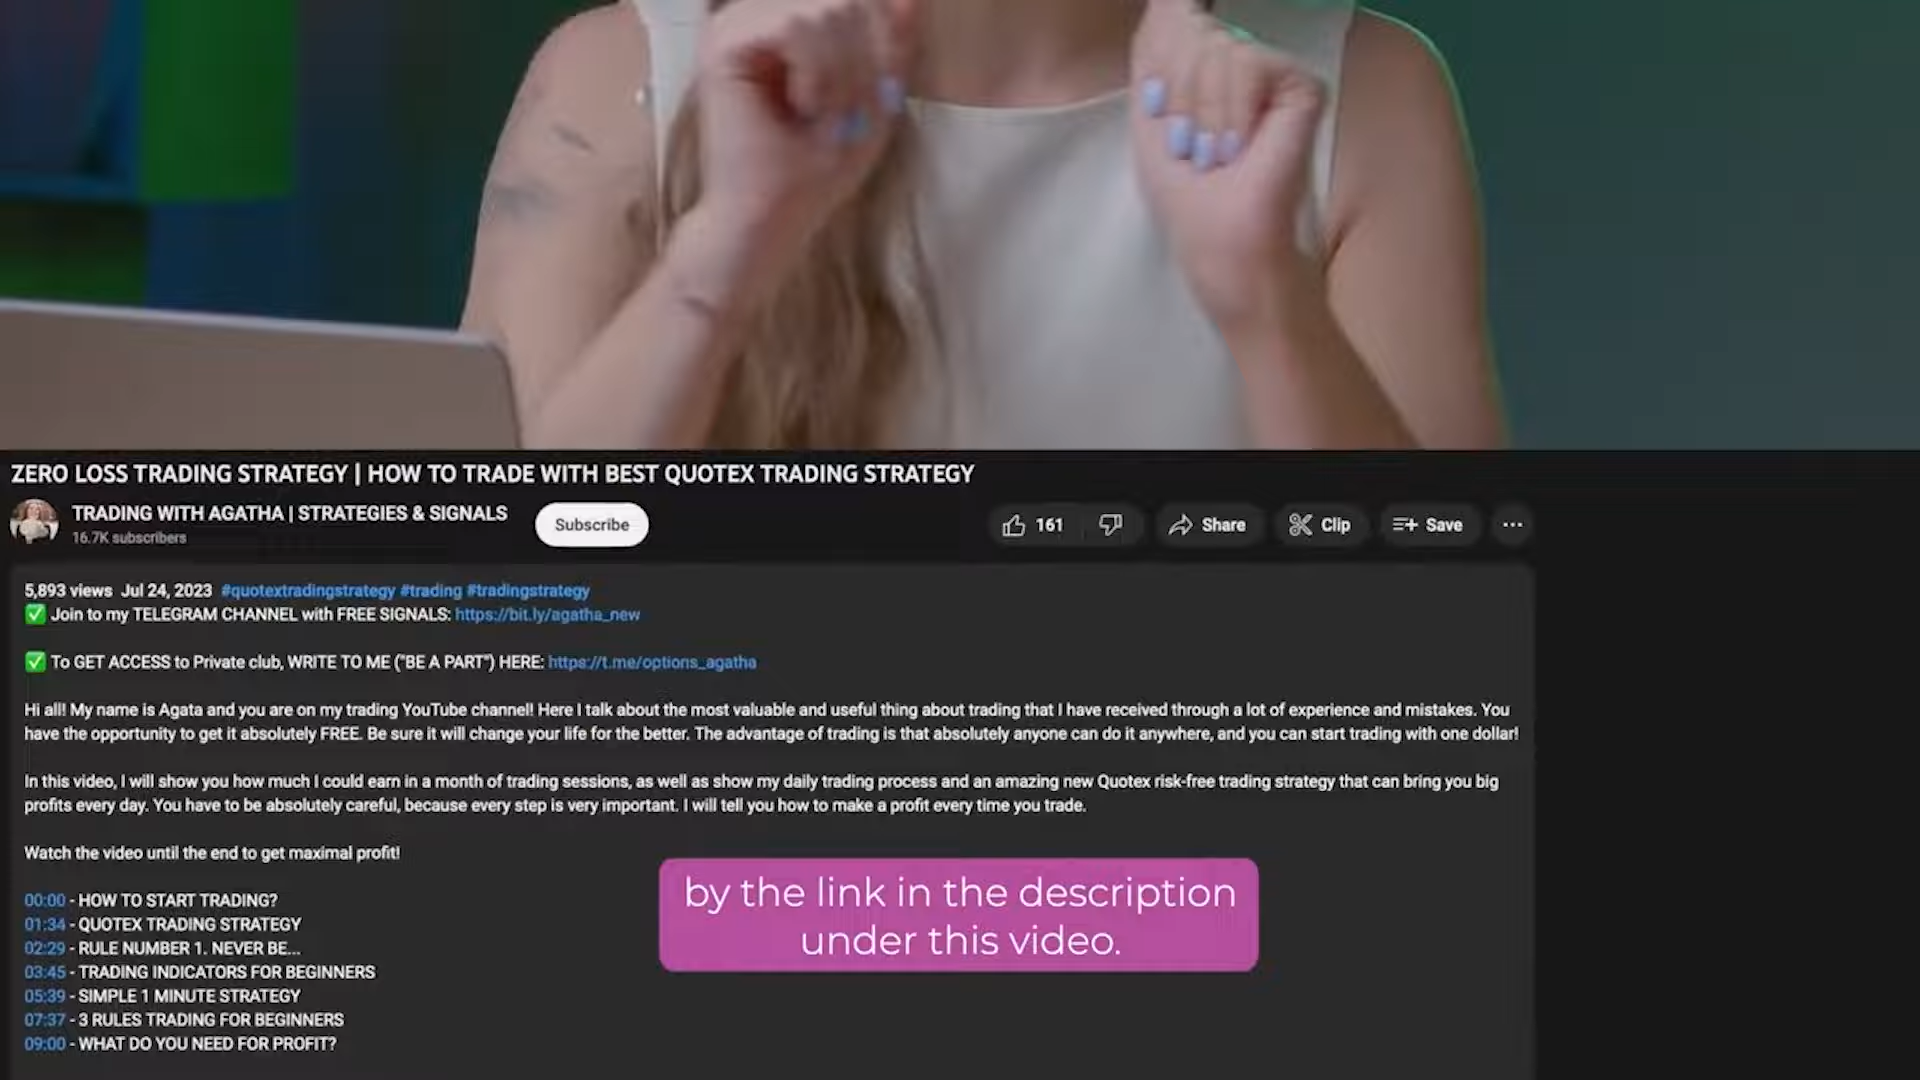 ZERO LOSS TRADING STRATEGY | HOW TO TRADE WITH BEST QUOTEX TRADING STRATEGY
TRADING WITH AGATHA | STRATEGIES & SIGNALS
16.7K subscribers
Subscribe
161
Share
Clip
Save
5,893 views Jul 24, 2023 #quotextradingstrategy #trading #tradingstrategy
✅ Join to my TELEGRAM CHANNEL with FREE SIGNALS: https://bit.ly/agatha_new
✅ To GET ACCESS to Private club, WRITE TO ME ("BE A PART") HERE: https://t.me/options_agatha
Hi all! My name is Agata and you are on my trading YouTube channel! Here I talk about the most valuable and useful thing about trading that I have received through a lot of experience and mistakes. You
have the opportunity to get it absolutely FREE. Be sure it will change your life for the better. The advantage of trading is that absolutely anyone can do it anywhere, and you can start trading with one dollar!
In this video, I will show you how much I could earn in a month of trading sessions, as well as show my daily trading process and an amazing new Quotex risk-free trading strategy that can bring you big
profits every day. You have to be absolutely careful, because every step is very important. I will tell you how to make a profit every time you trade.
Watch the video until the end to get maximal profit!
00:00 - HOW TO START TRADING?
01:34 - QUOTEX TRADING STRATEGY
02:29 - RULE NUMBER 1. NEVER BE...
03:45 - TRADING INDICATORS FOR BEGINNERS
05:39 - SIMPLE 1 MINUTE STRATEGY
07:37 - 3 RULES TRADING FOR BEGINNERS
09:00 - WHAT DO YOU NEED FOR PROFIT?
by the link in the description
under this video.